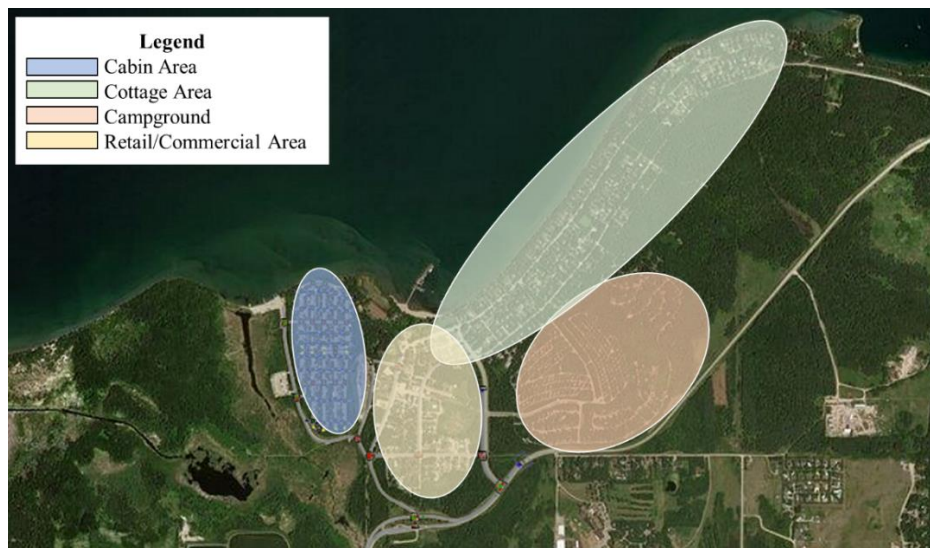 Legend
Cabin Area
Cottage Area
Campground
Retail/Commercial Area